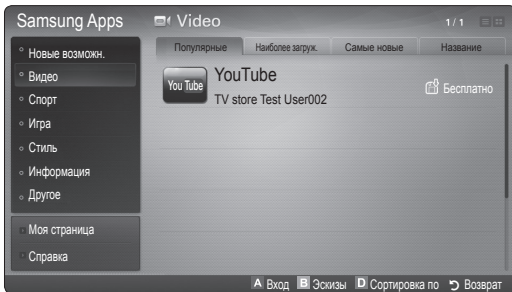 Samsung Apps
Video
1/1
Новые возможн.
Видео
Спорт
Игра
Стиль
Информация
Другое
Моя страница
Справка
Популярные Наиболее загруж. Самые новые Название
You Tube
YouTube
TV store Test User002
Бесплатно
A Вход B Эскизы D Сортировка по Возврат